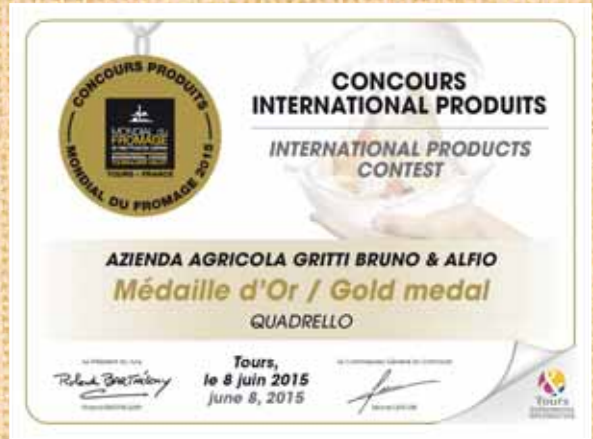 CONCOURS PRODUITS
MONDIAL DU FROMAGE 2015
MONDIAL du
FROMAGE
TOURS - FRANCE
CONCOURS
INTERNATIONAL PRODUITS
INTERNATIONAL PRODUCTS
CONTEST
AZIENDA AGRICOLA GRITTI BRUNO & ALFIO
Médaille d'Or / Gold medal
QUADRELLO
Tours,
le 8 juin 2015
june 8, 2015
Tours